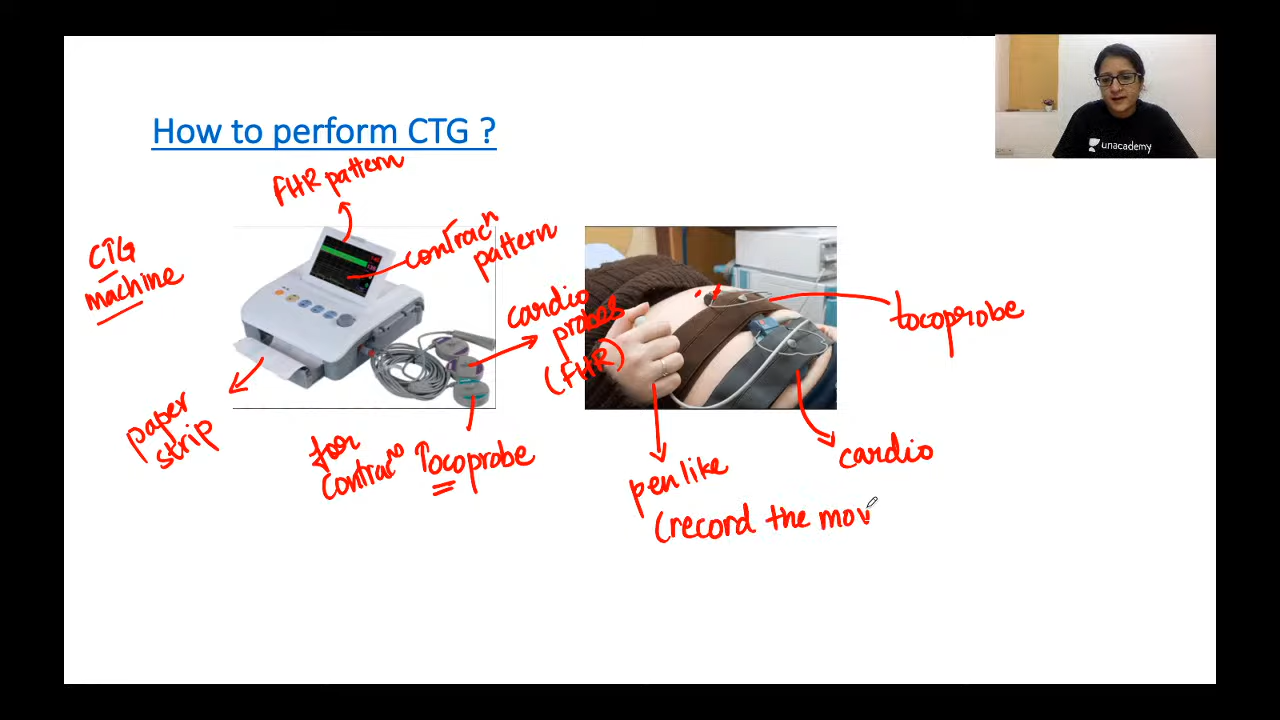 How to perform CTG ?
unacademy
FHR pattern
contracⁿ
pattern
CTG
machine
cardio
probes
(FHR)
tocoprobe
paper
strip
for
contracⁿ
Tocoprobe
cardio
pen like
(record the mov